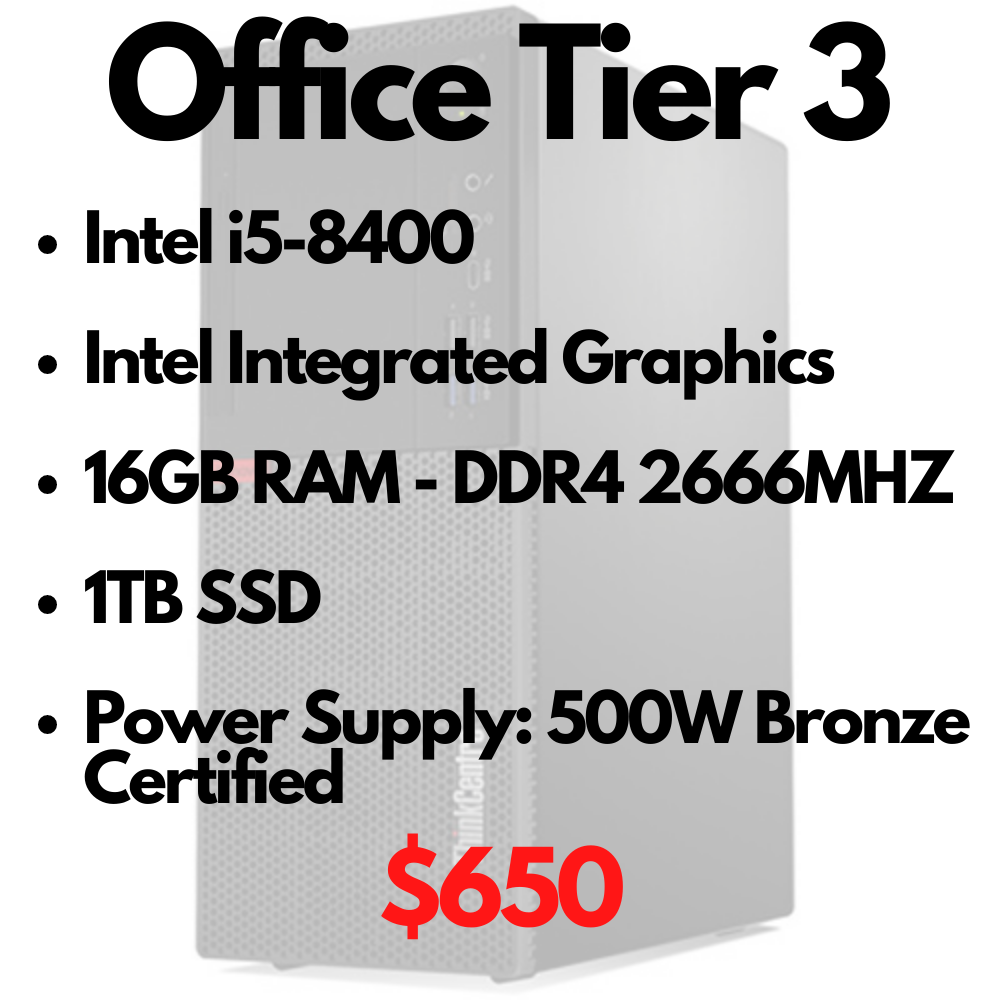 Office Tier 3
• Intel i5-8400
• Intel Integrated Graphics
• 16GB RAM - DDR4 2666MHZ
• 1TB SSD
• Power Supply: 500W Bronze
Certified
ThinkCentre
$650